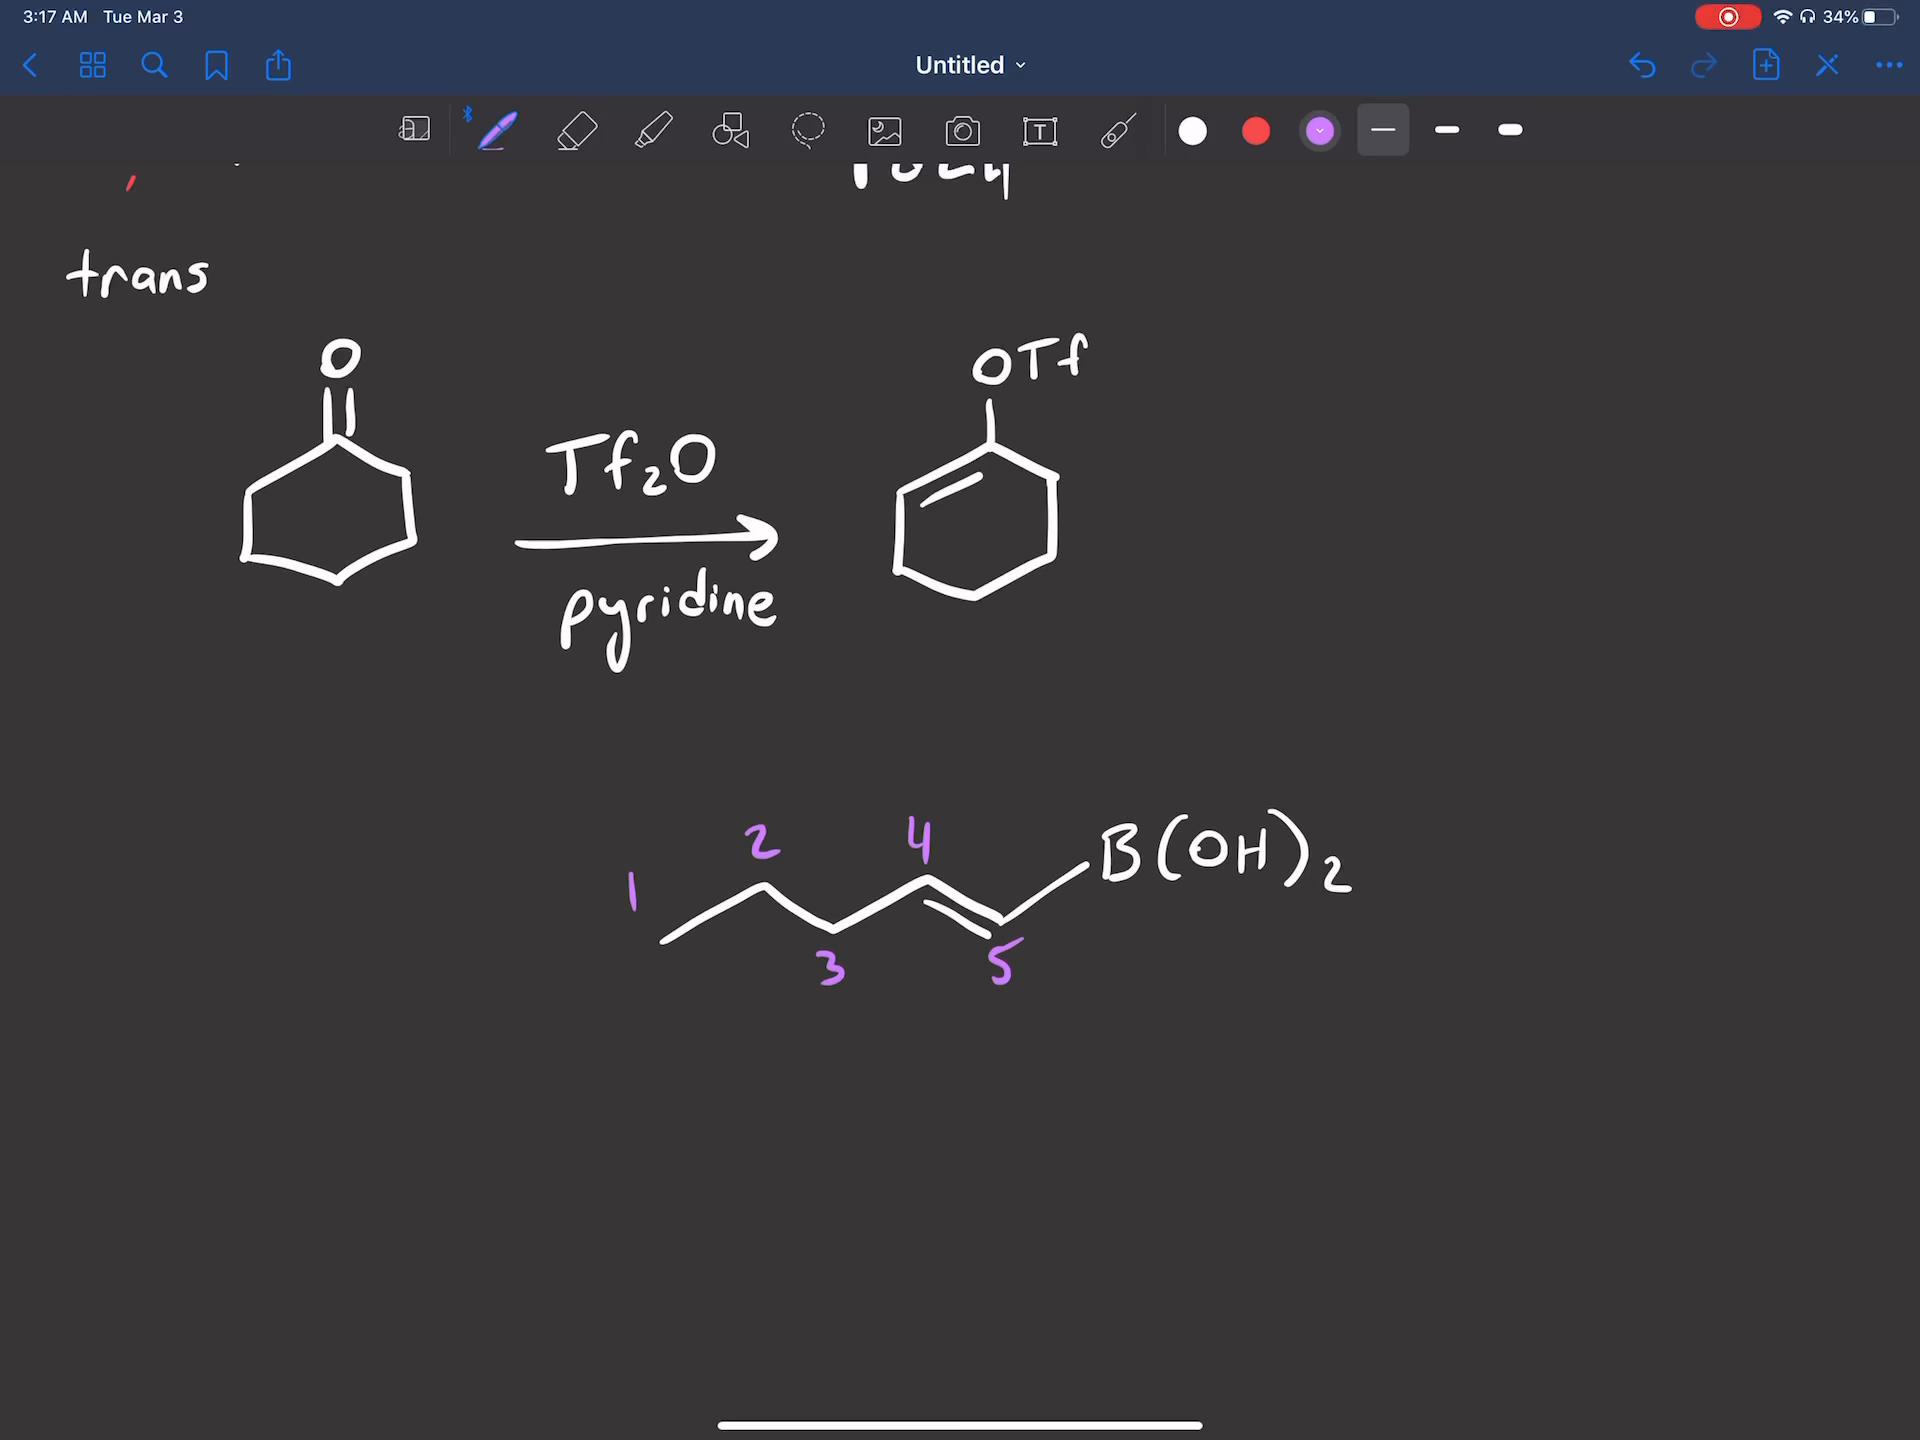 3:17 AM Tue Mar 3
34%
Untitled
T
trans
O
OTf
Tf₂O
pyridine
2
4
B(OH)₂
1
3
5